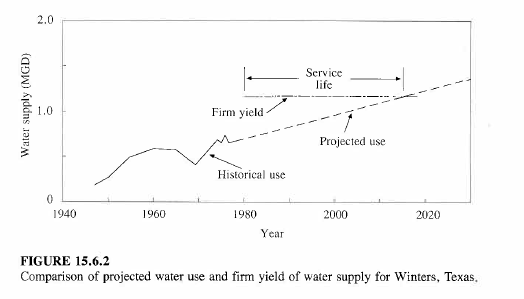 2.0
Service
life
Firm yield
1.0
Projected use
Historical use
0
1940 1960 1980 2000 2020
Year
Water supply (MGD)
FIGURE 15.6.2
Comparison of projected water use and firm yield of water supply for Winters, Texas.